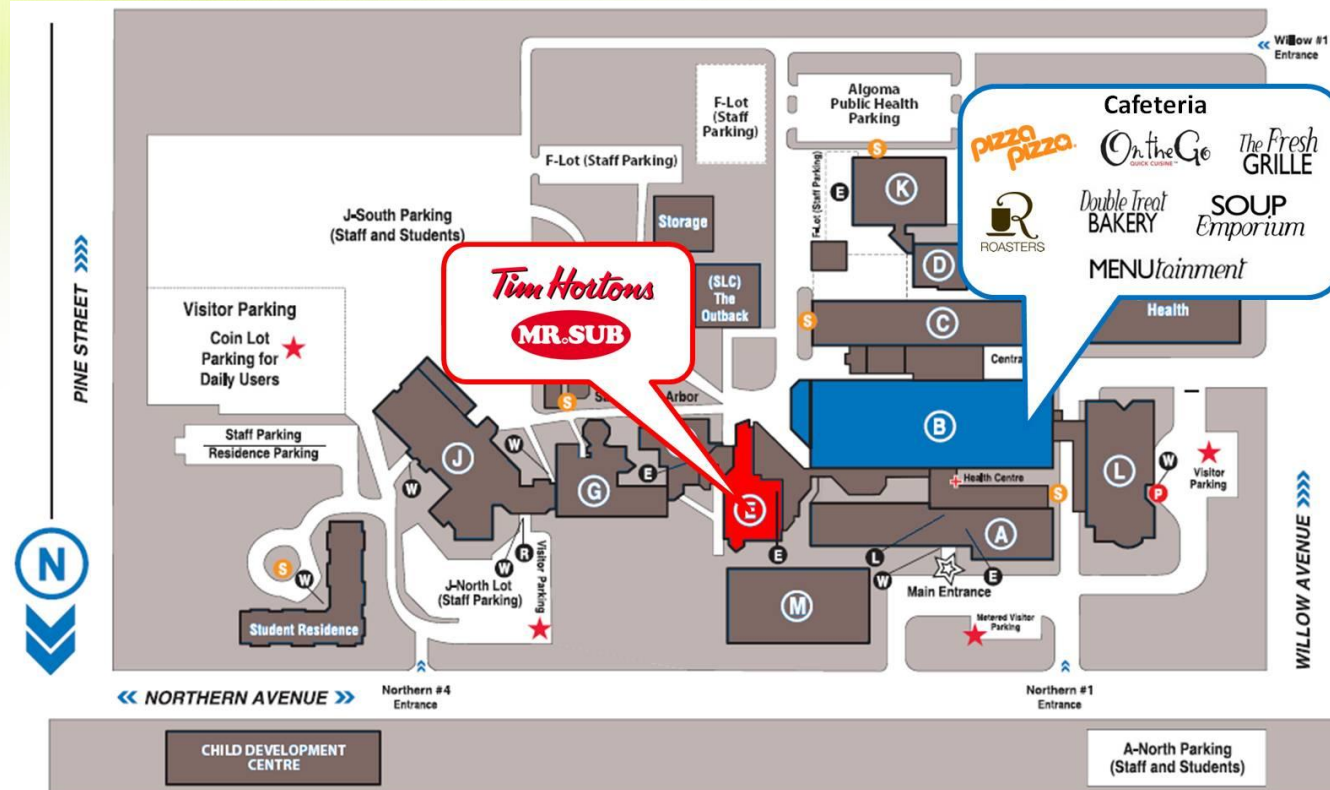 Willow #1
Entrance
F-Lot
(Staff
Parking)
Algoma
Public Health
Parking
Cafeteria
pizza
pizza.
On the Go
QUICK CUISINE™
The Fresh
GRILLE
R
ROASTERS
Double Treat
BAKERY
SOUP
Emporium
MENUtainment
F-Lot (Staff Parking)
S
F-Lot (Staff Parking)
E
K
Storage
J-South Parking
(Staff and Students)
D
PINE STREET
Tim Hortons
MR.SUB
(SLC)
The
Outback
S
C
Health
Visitor Parking
Coin Lot
Parking for
Daily Users
Central
S
Arbor
Staff Parking
Residence Parking
W
J
W
G
E
E
B
Health Centre
S
L
W
P
Visitor
Parking
N
S
W
Student Residence
J-North Lot
(Staff Parking)
W
R
Visitor Parking
E
M
L
W
A
E
Main Entrance
Metered Visitor
Parking
WILLOW AVENUE
NORTHERN AVENUE
Northern #4
Entrance
Northern #1
Entrance
CHILD DEVELOPMENT
CENTRE
A-North Parking
(Staff and Students)